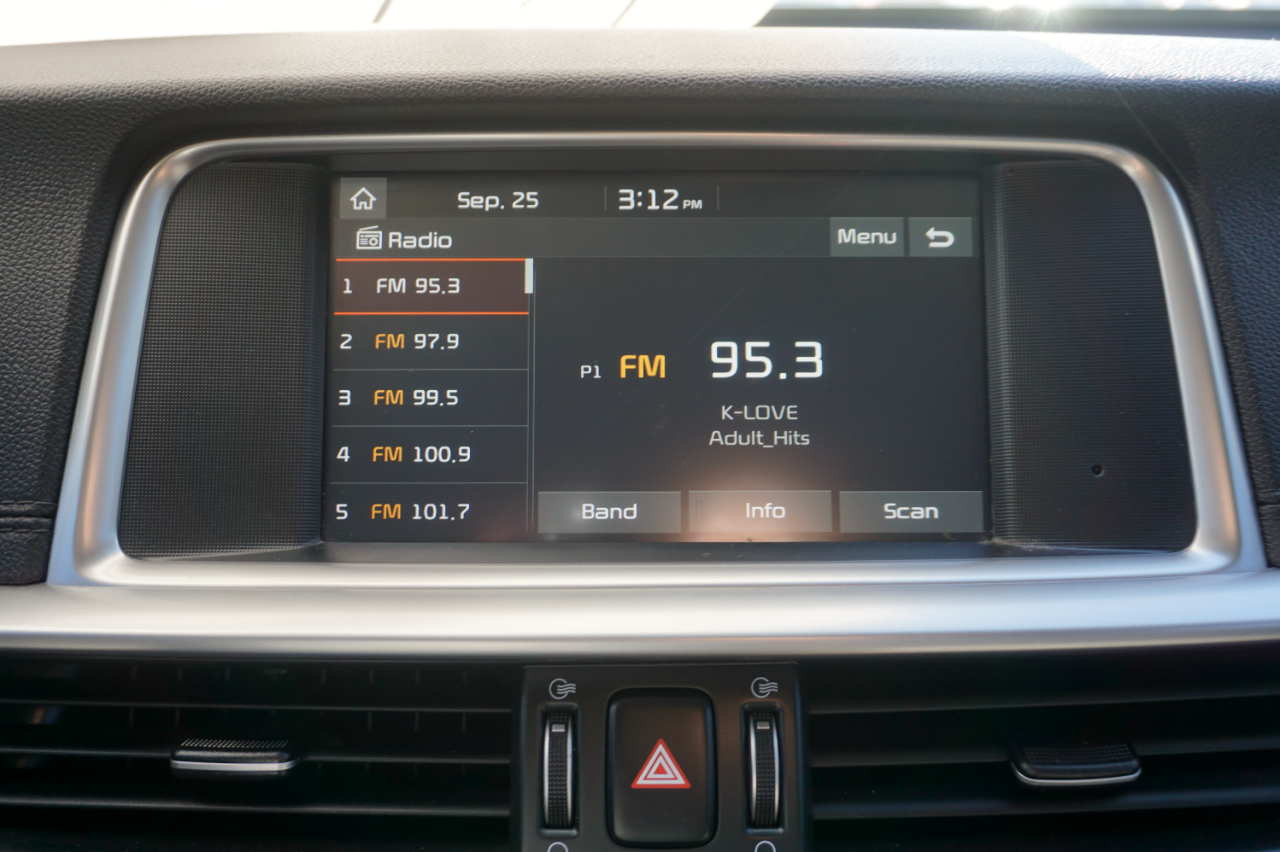 Sep. 25 3:12 PM
Radio Menu
1 FM 95.3
2 FM 97.9
3 FM 99.5
4 FM 100.9
5 FM 101.7
P1 FM 95.3
K-LOVE
Adult_Hits
Band Info Scan